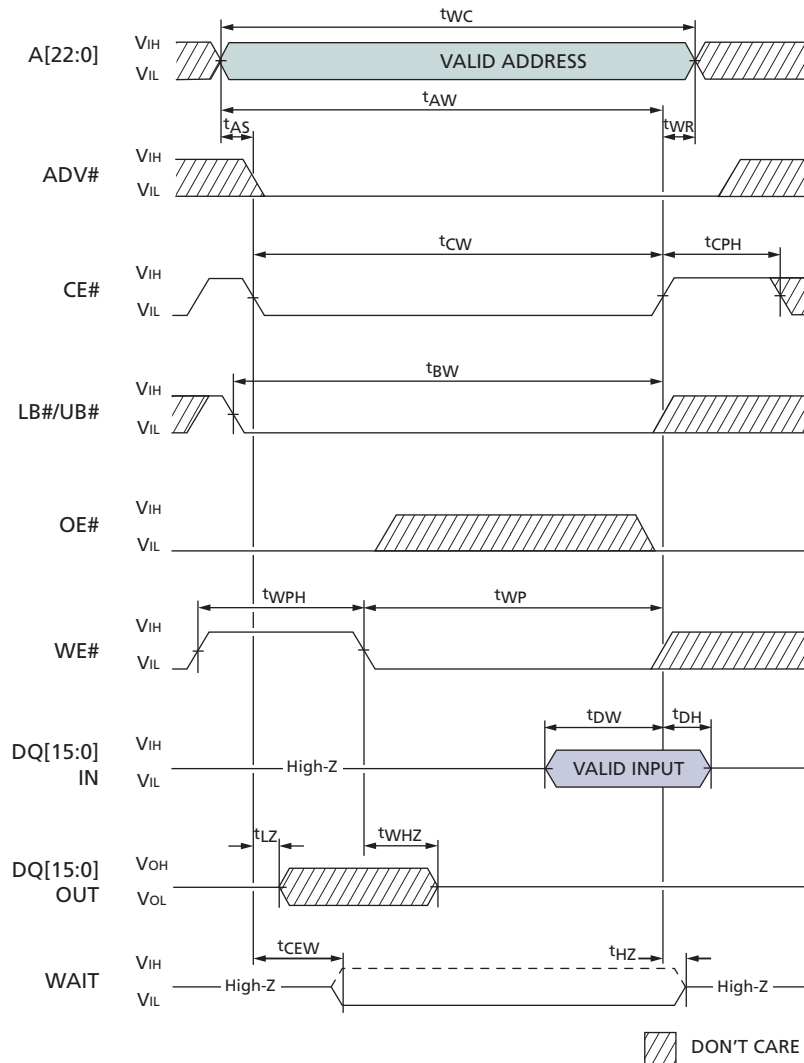 tWC
A[22:0] VIH VIL VALID ADDRESS
tAW
tAS tWR
ADV# VIH VIL
tCW tCPH
CE# VIH VIL
tBW
LB#/UB# VIH VIL
OE# VIH VIL
tWPH tWP
WE# VIH VIL
tDW tDH
DQ[15:0] IN VIH VIL High-Z VALID INPUT
tLZ tWHZ
DQ[15:0] OUT VOH VOL
tCEW tHZ
WAIT VIH VIL High-Z High-Z
DON'T CARE